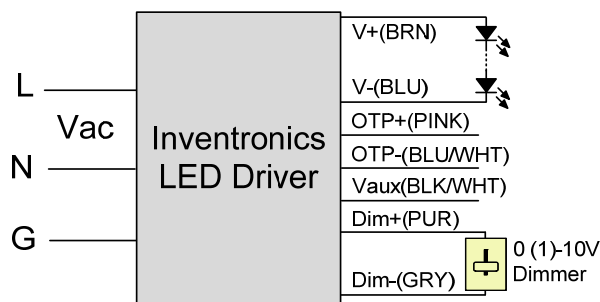 L
Vac
N
G
Inventronics
LED Driver
V+(BRN)
V-(BLU)
OTP+(PINK)
OTP-(BLU/WHT)
Vaux(BLK/WHT)
Dim+(PUR)
Dim-(GRY)
0 (1)-10V
Dimmer